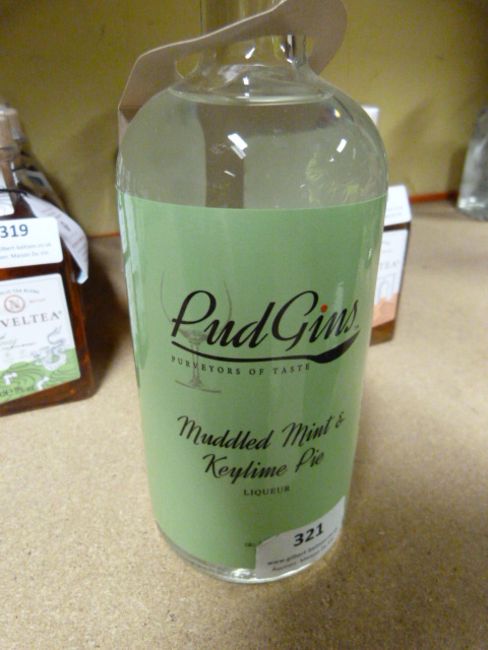 PudGins
PURVEYORS OF TASTE
Muddled Mint &
Keylime Pie
LIQUEUR
321
319
VELTEA